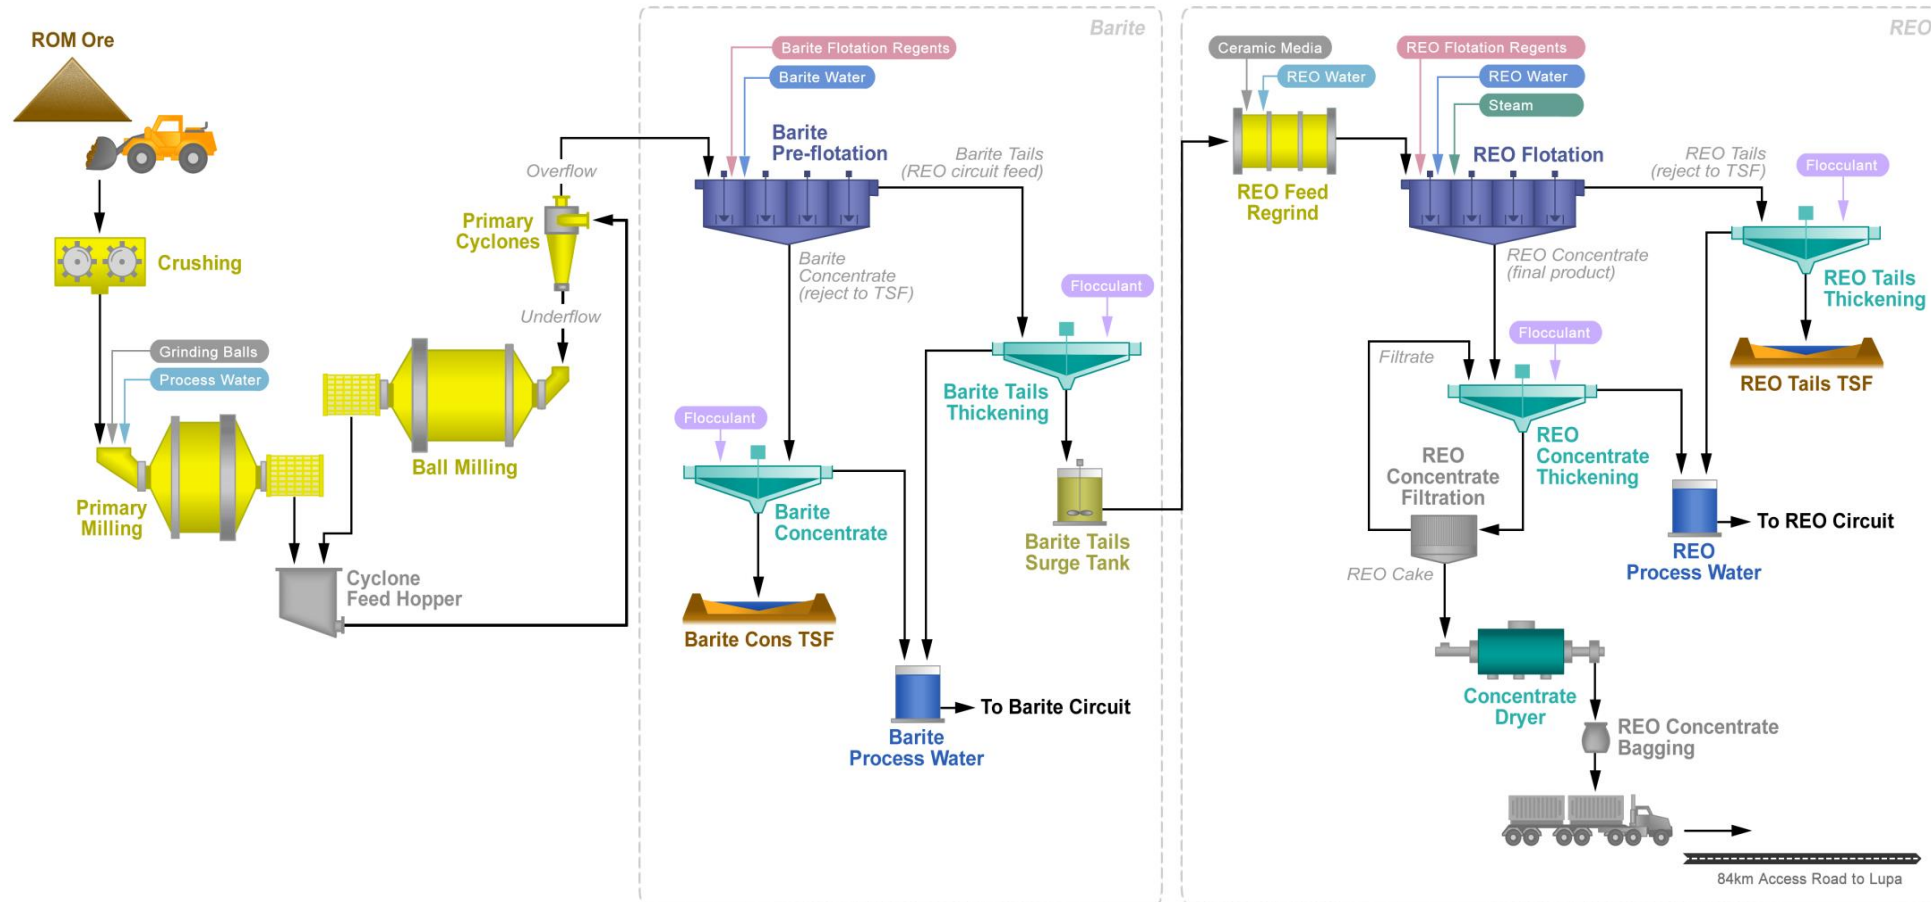 ROM Ore
Crushing
Grinding Balls
Process Water
Primary
Milling
Ball Milling
Cyclone
Feed Hopper
Primary
Cyclones
Overflow
Underflow
Barite
Barite Flotation Regents
Barite Water
Barite
Pre-flotation
Barite Tails
(REO circuit feed)
Barite
Concentrate
(reject to TSF)
Flocculant
Barite Tails
Thickening
Flocculant
Barite
Concentrate
Barite Cons TSF
Barite Tails
Surge Tank
To Barite Circuit
Barite
Process Water
REO
Ceramic Media
REO Water
REO Feed
Regrind
REO Flotation Regents
REO Water
Steam
REO Flotation
REO Tails
(reject to TSF)
Flocculant
REO Tails
Thickening
REO Tails TSF
REO Concentrate
(final product)
Flocculant
Filtrate
REO
Concentrate
Thickening
REO
Concentrate
Filtration
REO Cake
To REO Circuit
REO
Process Water
Concentrate
Dryer
REO Concentrate
Bagging
84km Access Road to Lupa